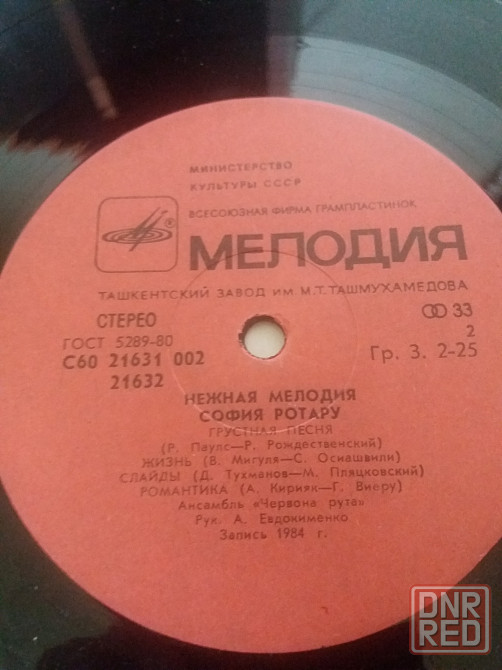 МИНИСТЕРСТВО
КУЛЬТУРЫ СССР
ВСЕСОЮЗНАЯ ФИРМА ГРАМПЛАСТИНОК
МЕЛОДИЯ
ТАШКЕНТСКИЙ ЗАВОД ИМ. М.Т.ТАШМУХАМЕДОВА
СТЕРЕО
33
ГОСТ 5289-80
2
С60 21631 002
Гр. 3. 2-25
21632
НЕЖНАЯ МЕЛОДИЯ
СОФИЯ РОТАРУ
ГРУСТНАЯ ПЕСНЯ
(Р. Паулс—Р. Рождественский)
ЖИЗНЬ (В. Мигуля—С. Осиашвили)
СЛАЙДЫ (Д. Тухманов—М. Пляцковский)
РОМАНТИКА (А. Кирияк—Г. Виеру)
Ансамбль «Червона рута»
Рук. А. Евдокименко
Запись 1984 г.
DNR
RED